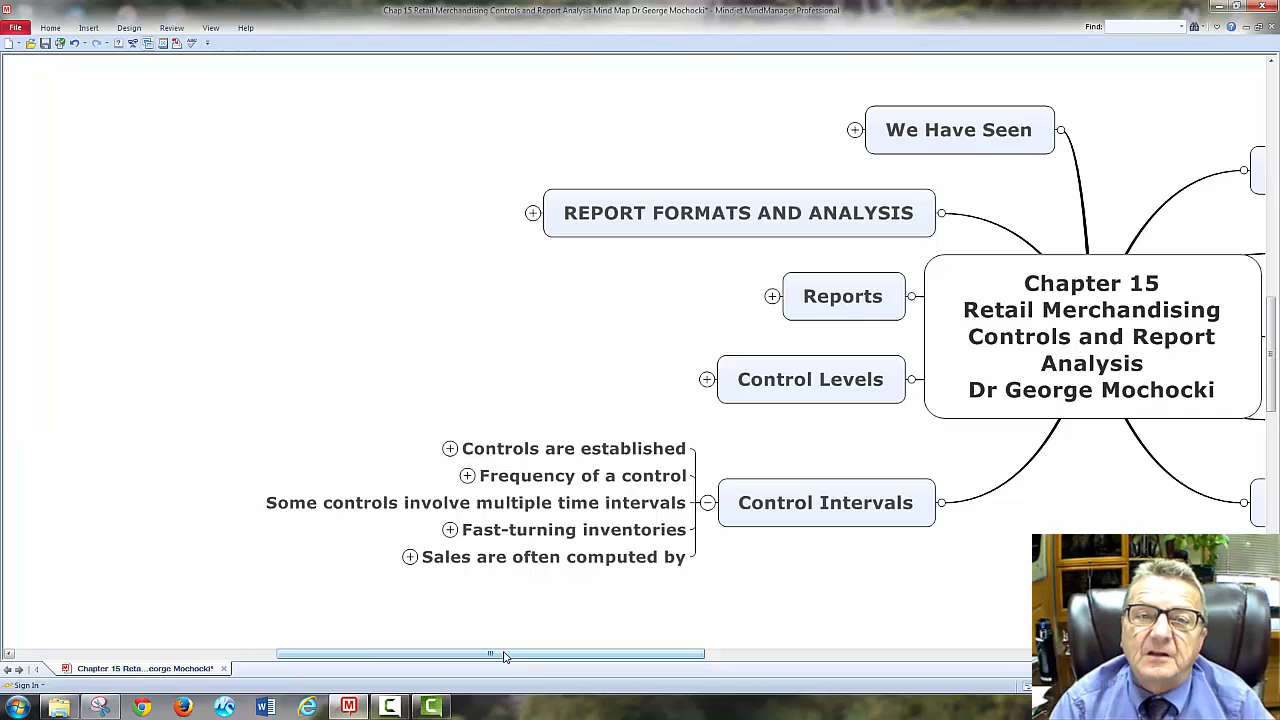 Chap 15 Retail Merchandising Controls and Report Analysis Mind Map Dr George Mochocki* - Mindjet MindManager Professional
File Home Insert Design Review View Help
Find:
We Have Seen
REPORT FORMATS AND ANALYSIS
Reports
Control Levels
Chapter 15
Retail Merchandising
Controls and Report
Analysis
Dr George Mochocki
Controls are established
Frequency of a control
Some controls involve multiple time intervals
Fast-turning inventories
Sales are often computed by
Control Intervals
Chapter 15 Reta...eorge Mochocki*
Sign In